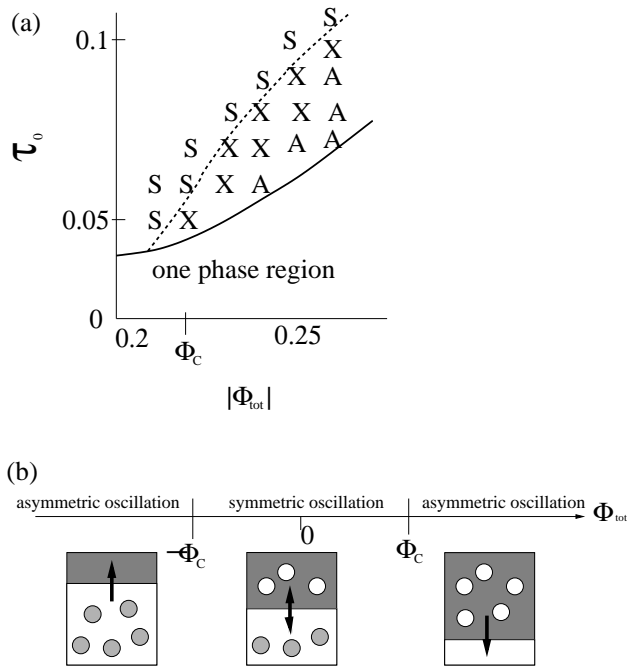 (a)
S
0.1 S X
S X A
S X X A
τ₀ S X X A A
S S X A
0.05 S X
one phase region
0
0.2 0.25
Φ_C
|Φ_tot|
(b)
asymmetric oscillation symmetric oscillation asymmetric oscillation
Φ_tot
0
−Φ_C Φ_C